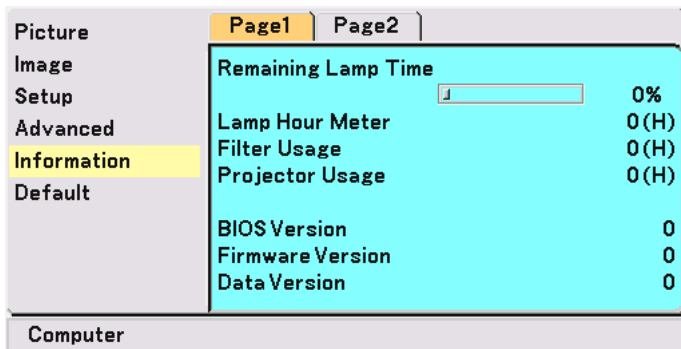 Picture
Image
Setup
Advanced
Information
Default
Page1 Page2
Remaining Lamp Time
0%
Lamp Hour Meter 0(H)
Filter Usage 0(H)
Projector Usage 0(H)
BIOS Version 0
Firmware Version 0
Data Version 0
Computer